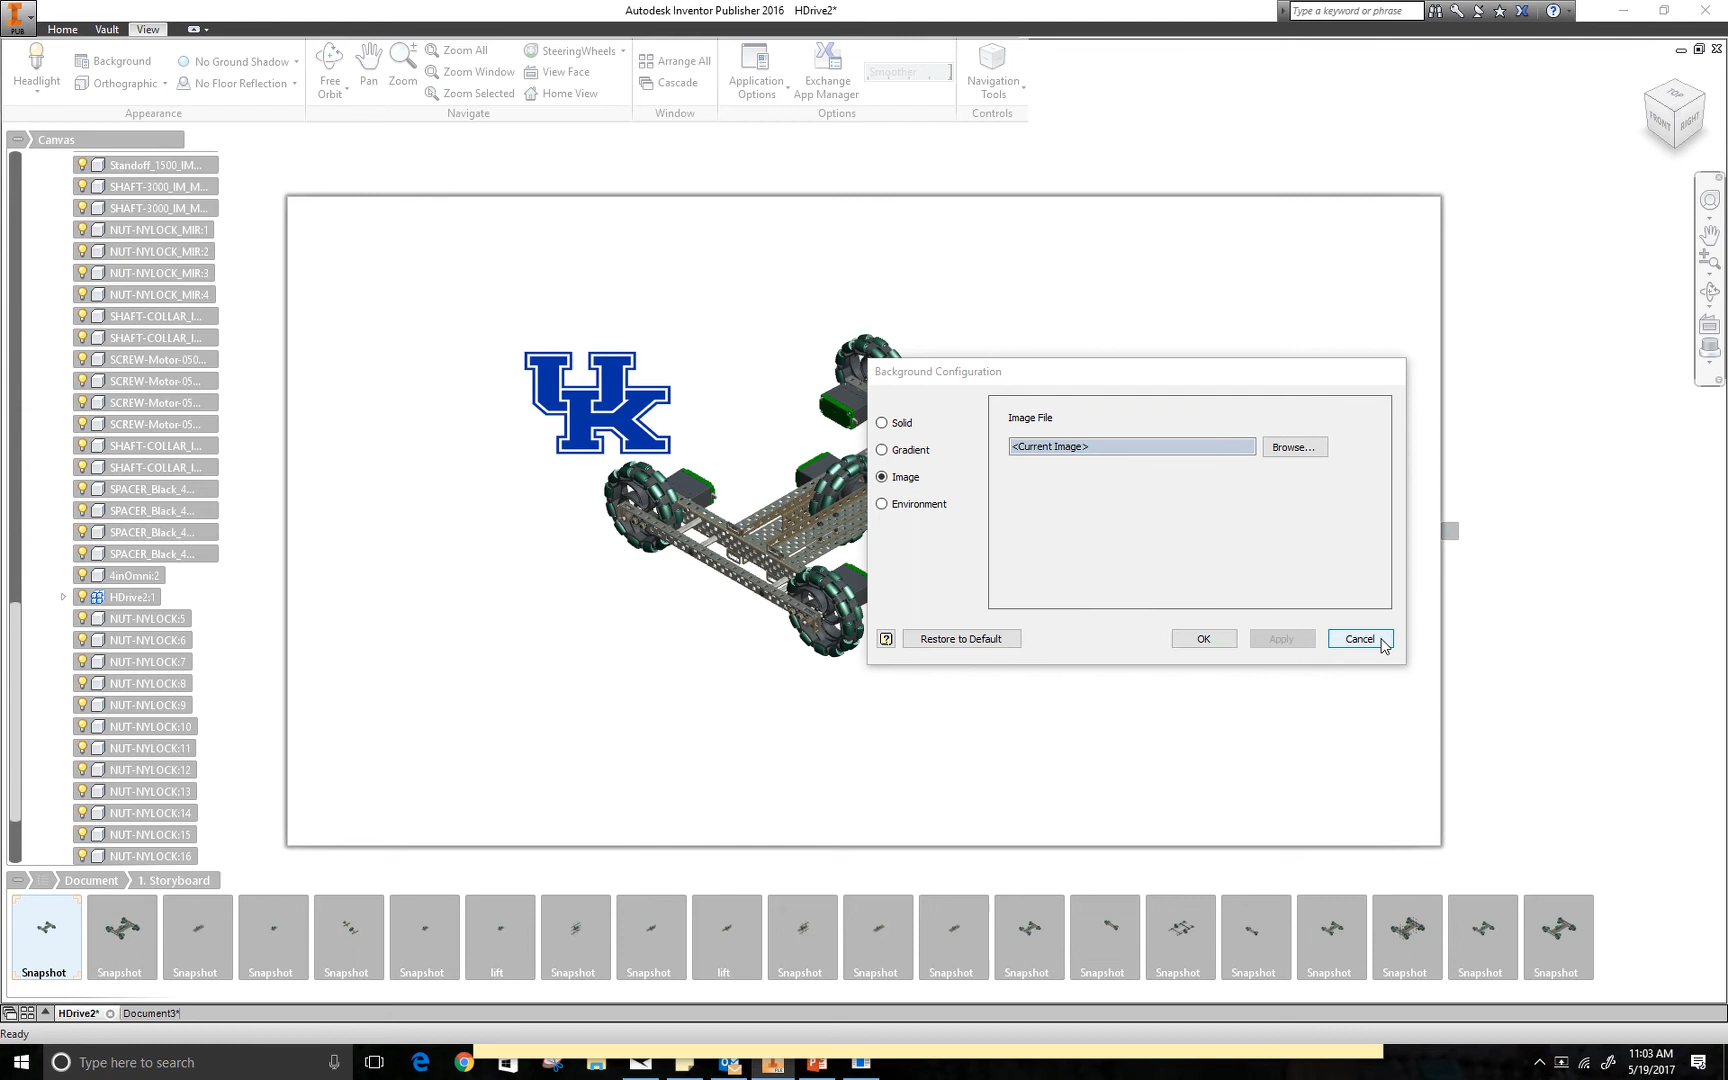 Autodesk Inventor Publisher 2016 HDrive2*
Type a keyword or phrase
PUB
Home Vault View
Headlight
Background
Orthographic
No Ground Shadow
No Floor Reflection
Appearance
Free Orbit
Pan
Zoom
Zoom All
Zoom Window
Zoom Selected
SteeringWheels
View Face
Home View
Navigate
Arrange All
Cascade
Window
Application Options
Exchange App Manager
Smoother
Options
Navigation Tools
Controls
TOP
FRONT
RIGHT
Canvas
Standoff_1500_IM...
SHAFT-3000_IM_M...
SHAFT-3000_IM_M...
NUT-NYLOCK_MIR:1
NUT-NYLOCK_MIR:2
NUT-NYLOCK_MIR:3
NUT-NYLOCK_MIR:4
SHAFT-COLLAR_I...
SHAFT-COLLAR_I...
SCREW-Motor-050...
SCREW-Motor-05...
SCREW-Motor-05...
SCREW-Motor-05...
SHAFT-COLLAR_I...
SHAFT-COLLAR_I...
SPACER_Black_4...
SPACER_Black_4...
SPACER_Black_4...
SPACER_Black_4...
4inOmni:2
HDrive2:1
NUT-NYLOCK:5
NUT-NYLOCK:6
NUT-NYLOCK:7
NUT-NYLOCK:8
NUT-NYLOCK:9
NUT-NYLOCK:10
NUT-NYLOCK:11
NUT-NYLOCK:12
NUT-NYLOCK:13
NUT-NYLOCK:14
NUT-NYLOCK:15
NUT-NYLOCK:16
UK
Background Configuration
Solid
Gradient
Image
Environment
Image File
<Current Image>
Browse...
Restore to Default
OK
Apply
Cancel
Document 1. Storyboard
Snapshot
Snapshot
Snapshot
Snapshot
Snapshot
Snapshot
lift
Snapshot
Snapshot
lift
Snapshot
Snapshot
Snapshot
Snapshot
Snapshot
Snapshot
Snapshot
Snapshot
Snapshot
Snapshot
Snapshot
HDrive2* Document3*
Ready
Type here to search
11:03 AM
5/19/2017